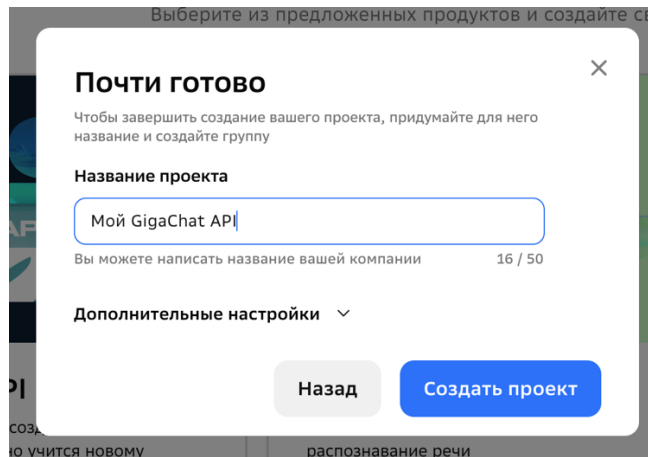 Выберите из предложенных продуктов и создайте
Почти готово
Чтобы завершить создание вашего проекта, придумайте для него
название и создайте группу
Название проекта
Мой GigaChat API
Вы можете написать название вашей компании 16 / 50
Дополнительные настройки
Назад Создать проект
учится новому
распознавание речи